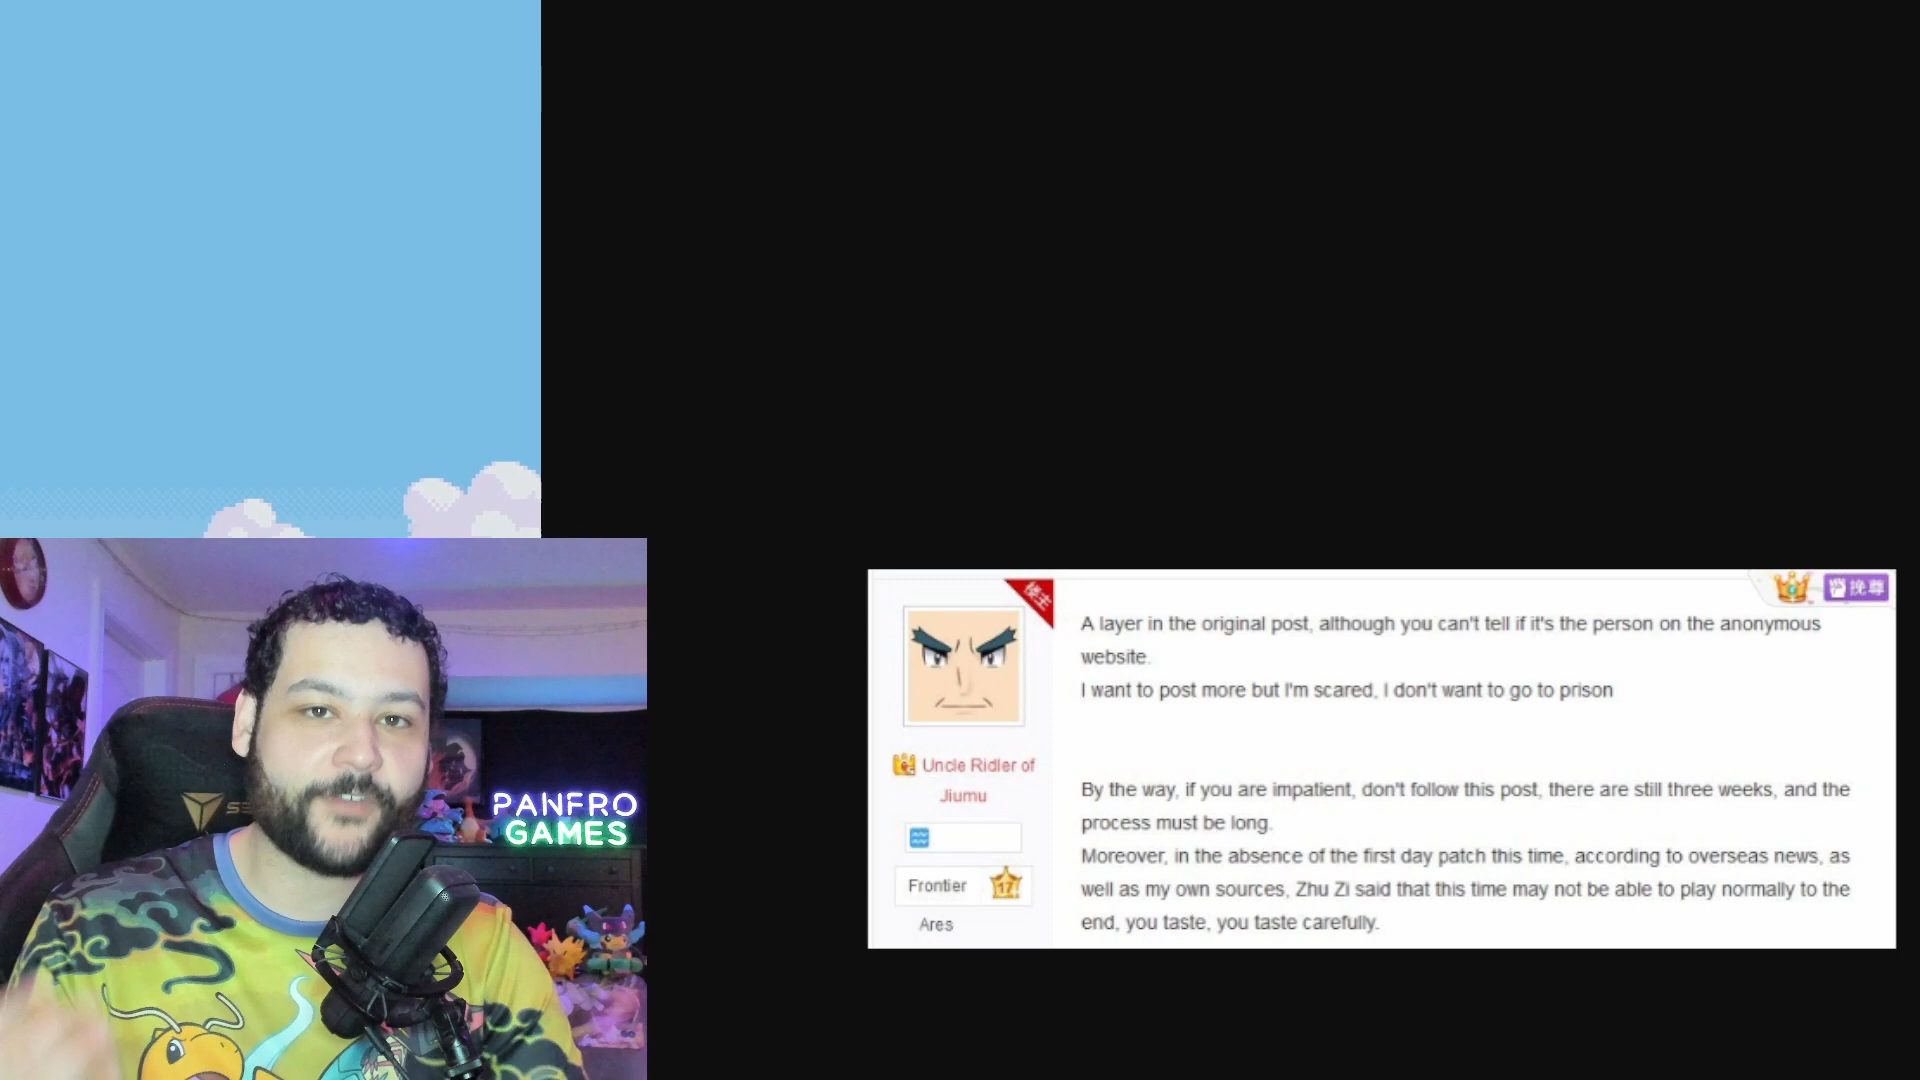 PANFRO
GAMES
楼主
挽尊
A layer in the original post, although you can't tell if it's the person on the anonymous
website.
I want to post more but I'm scared, I don't want to go to prison
Uncle Ridler of
Jiumu
Frontier
17
Ares
By the way, if you are impatient, don't follow this post, there are still three weeks, and the
process must be long.
Moreover, in the absence of the first day patch this time, according to overseas news, as
well as my own sources, Zhu Zi said that this time may not be able to play normally to the
end, you taste, you taste carefully.